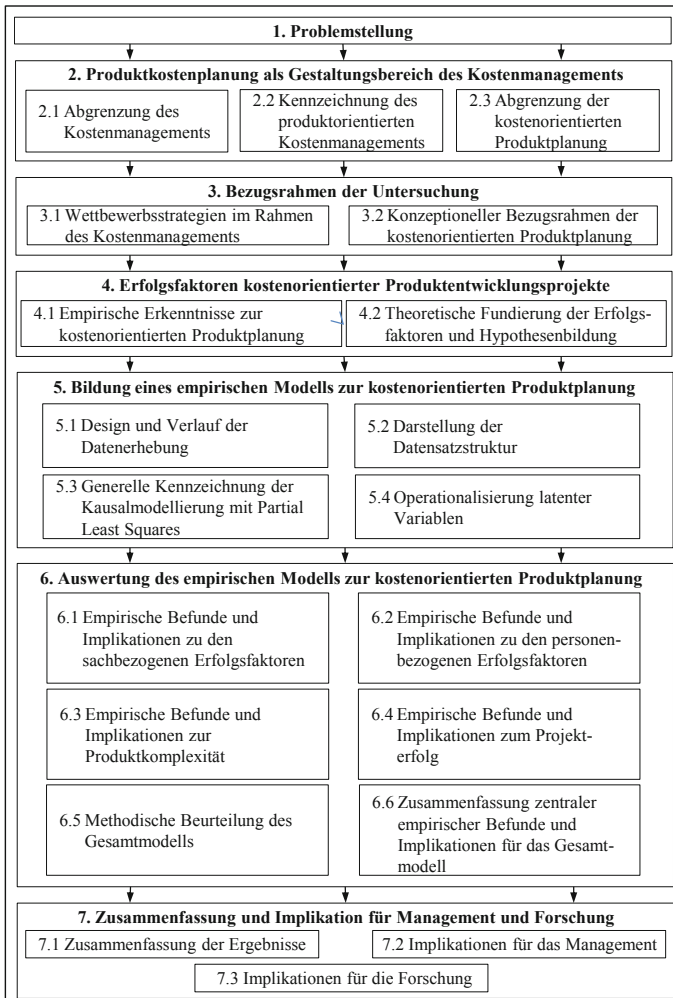 1. Problemstellung
2. Produktkostenplanung als Gestaltungsbereich des Kostenmanagements
2.1 Abgrenzung des
Kostenmanagements
2.2 Kennzeichnung des
produktorientierten
Kostenmanagements
2.3 Abgrenzung der
kostenorientierten
Produktplanung
3. Bezugsrahmen der Untersuchung
3.1 Wettbewerbsstrategien im Rahmen
des Kostenmanagements
3.2 Konzeptioneller Bezugsrahmen der
kostenorientierten Produktplanung
4. Erfolgsfaktoren kostenorientierter Produktentwicklungsprojekte
4.1 Empirische Erkenntnisse zur
kostenorientierten Produktplanung
4.2 Theoretische Fundierung der Erfolgs-
faktoren und Hypothesenbildung
5. Bildung eines empirischen Modells zur kostenorientierten Produktplanung
5.1 Design und Verlauf der
Datenerhebung
5.2 Darstellung der
Datensatzstruktur
5.3 Generelle Kennzeichnung der
Kausalmodellierung mit Partial
Least Squares
5.4 Operationalisierung latenter
Variablen
6. Auswertung des empirischen Modells zur kostenorientierten Produktplanung
6.1 Empirische Befunde und
Implikationen zu den
sachbezogenen Erfolgsfaktoren
6.2 Empirische Befunde und
Implikationen zu den personen-
bezogenen Erfolgsfaktoren
6.3 Empirische Befunde und
Implikationen zur
Produktkomplexität
6.4 Empirische Befunde und
Implikationen zum Projekt-
erfolg
6.5 Methodische Beurteilung des
Gesamtmodells
6.6 Zusammenfassung zentraler
empirischer Befunde und
Implikationen für das Gesamt-
modell
7. Zusammenfassung und Implikation für Management und Forschung
7.1 Zusammenfassung der Ergebnisse
7.2 Implikationen für das Management
7.3 Implikationen für die Forschung